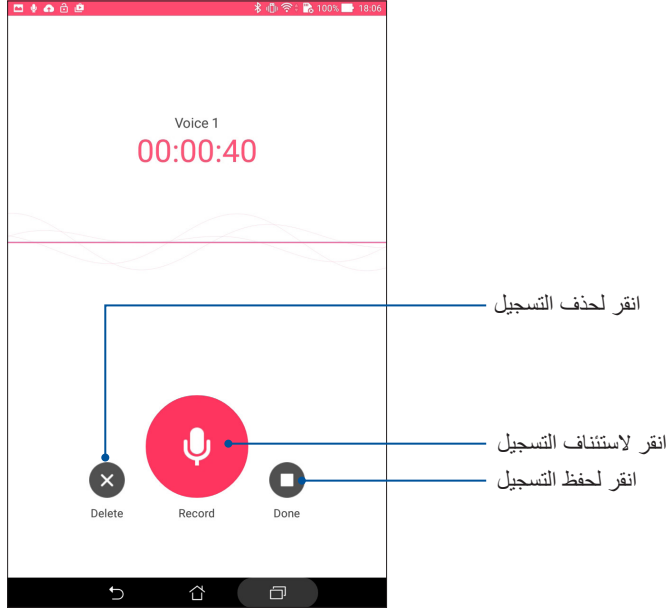 100% 18:06
Voice 1
00:00:40
انقر لحذف التسجيل
انقر لاستئناف التسجيل
انقر لحفظ التسجيل
Delete Record Done